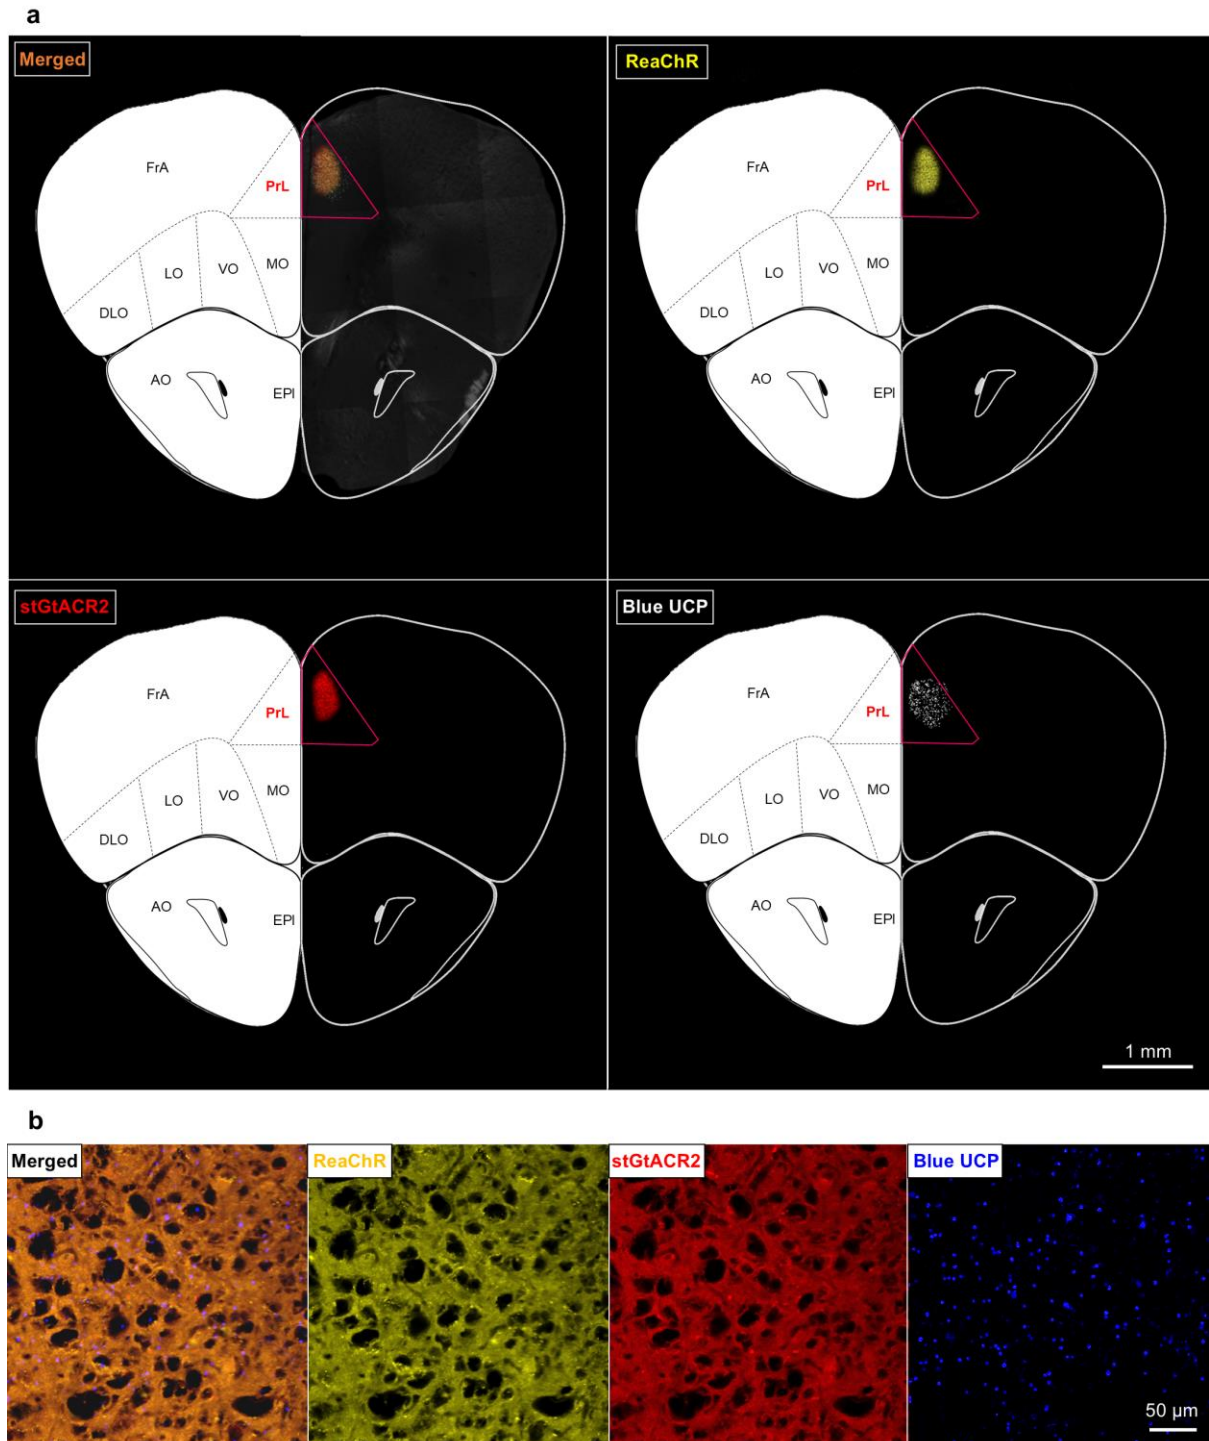 a
Merged
FrA
PrL
LO
VO
MO
DLO
AO
EPI
ReaChR
FrA
PrL
LO
VO
MO
DLO
AO
EPI
stGtACR2
FrA
PrL
LO
VO
MO
DLO
AO
EPI
Blue UCP
FrA
PrL
LO
VO
MO
DLO
AO
EPI
1 mm
b
Merged
ReaChR
stGtACR2
Blue UCP
50 µm